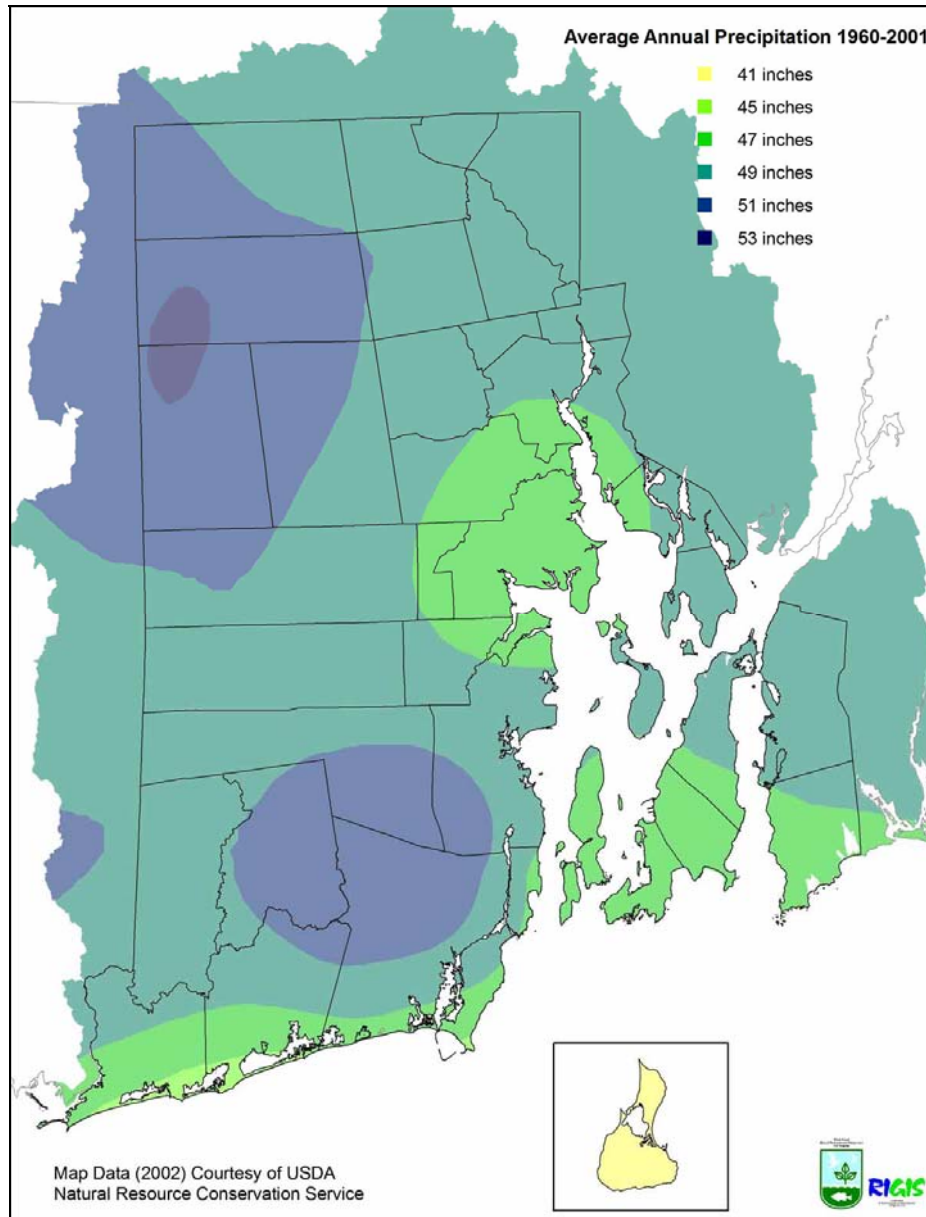 Average Annual Precipitation 1960-2001
41 inches
45 inches
47 inches
49 inches
51 inches
53 inches
Map Data (2002) Courtesy of USDA
Natural Resource Conservation Service
RIGIS